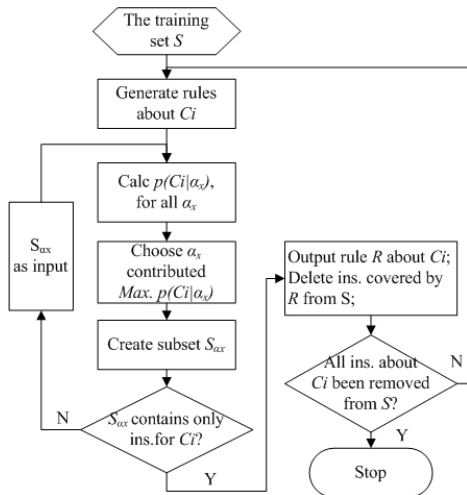 The training
set S
Generate rules
about Ci
Calc p(Ci|αx),
for all αx
Sαx
as input
Choose αx
contributed
Max. p(Ci|αx)
Create subset Sαx
Sαx contains only
ins.for Ci?
N
Y
Output rule R about Ci;
Delete ins. covered by
R from S;
All ins. about
Ci been removed
from S?
N
Y
Stop